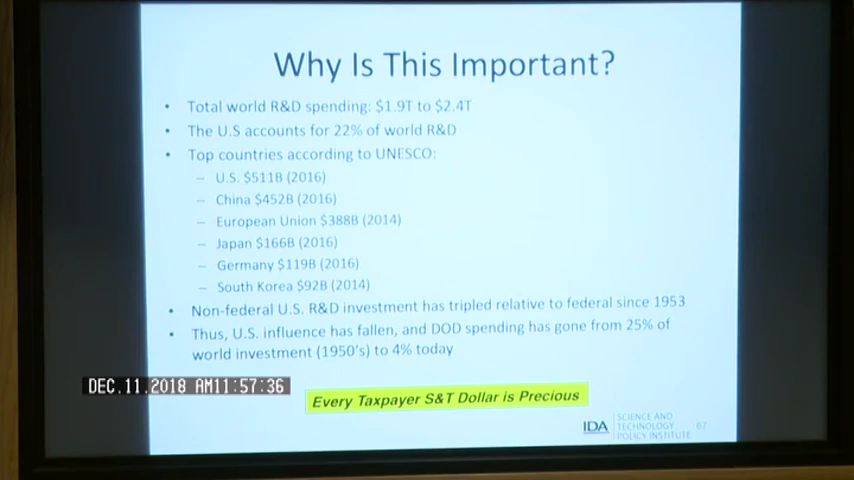 Why Is This Important?
• Total world R&D spending: $1.9T to $2.4T
• The U.S accounts for 22% of world R&D
• Top countries according to UNESCO:
– U.S. $511B (2016)
– China $452B (2016)
– European Union $388B (2014)
– Japan $166B (2016)
– Germany $119B (2016)
– South Korea $92B (2014)
• Non-federal U.S. R&D investment has tripled relative to federal since 1953
• Thus, U.S. influence has fallen, and DOD spending has gone from 25% of
world investment (1950's) to 4% today
DEC.11.2018 AM11:57:36
Every Taxpayer S&T Dollar is Precious
IDA
SCIENCE AND
TECHNOLOGY
POLICY INSTITUTE
67